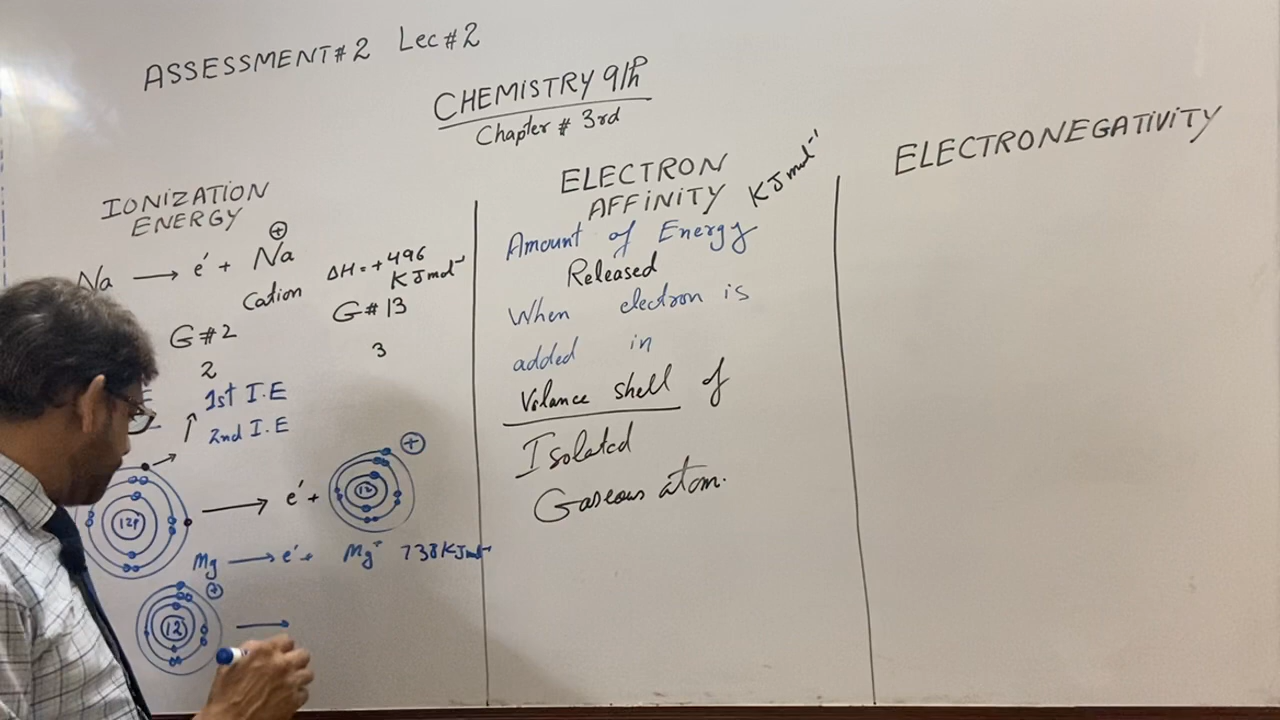 ASSESSMENT#2 Lec#2
CHEMISTRY 9th
Chapter # 3rd
IONIZATION
ENERGY
Na ⟶ e' + Na⊕
Cation
ΔH = +496
KJmol⁻¹
G#2
G#13
2
3
1st I.E
↑ 2nd I.E
12p
⟶ e' +
12
+
Mg ⟶ e' + Mg⁺ 738KJmol⁻¹
12
+
⟶
ELECTRON
AFFINITY KJmol⁻¹
Amount of Energy
Released
When electron is
added in
Valance shell of
Isolated
Gaseous atom.
ELECTRONEGATIVITY